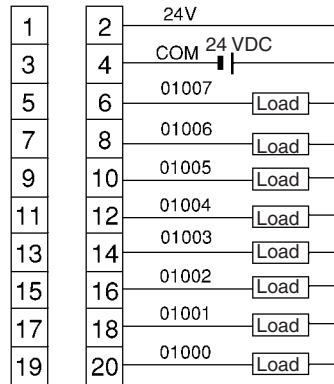 1 2 24V
3 4 COM 24 VDC
5 6 01007 Load
7 8 01006 Load
9 10 01005 Load
11 12 01004 Load
13 14 01003 Load
15 16 01002 Load
17 18 01001 Load
19 20 01000 Load